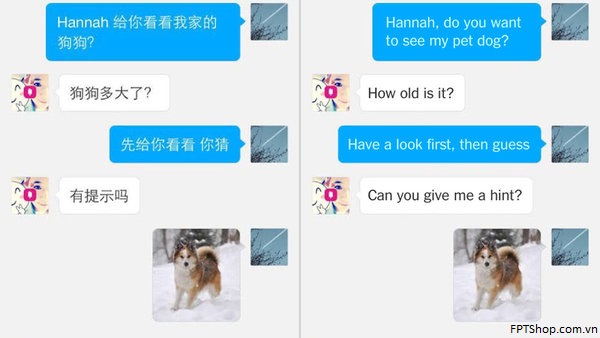 Hannah 给你看看我家的
狗狗?
狗狗多大了?
先给你看看 你猜
有提示吗
Hannah, do you want
to see my pet dog?
How old is it?
Have a look first, then guess
Can you give me a hint?
FPTShop.com.vn